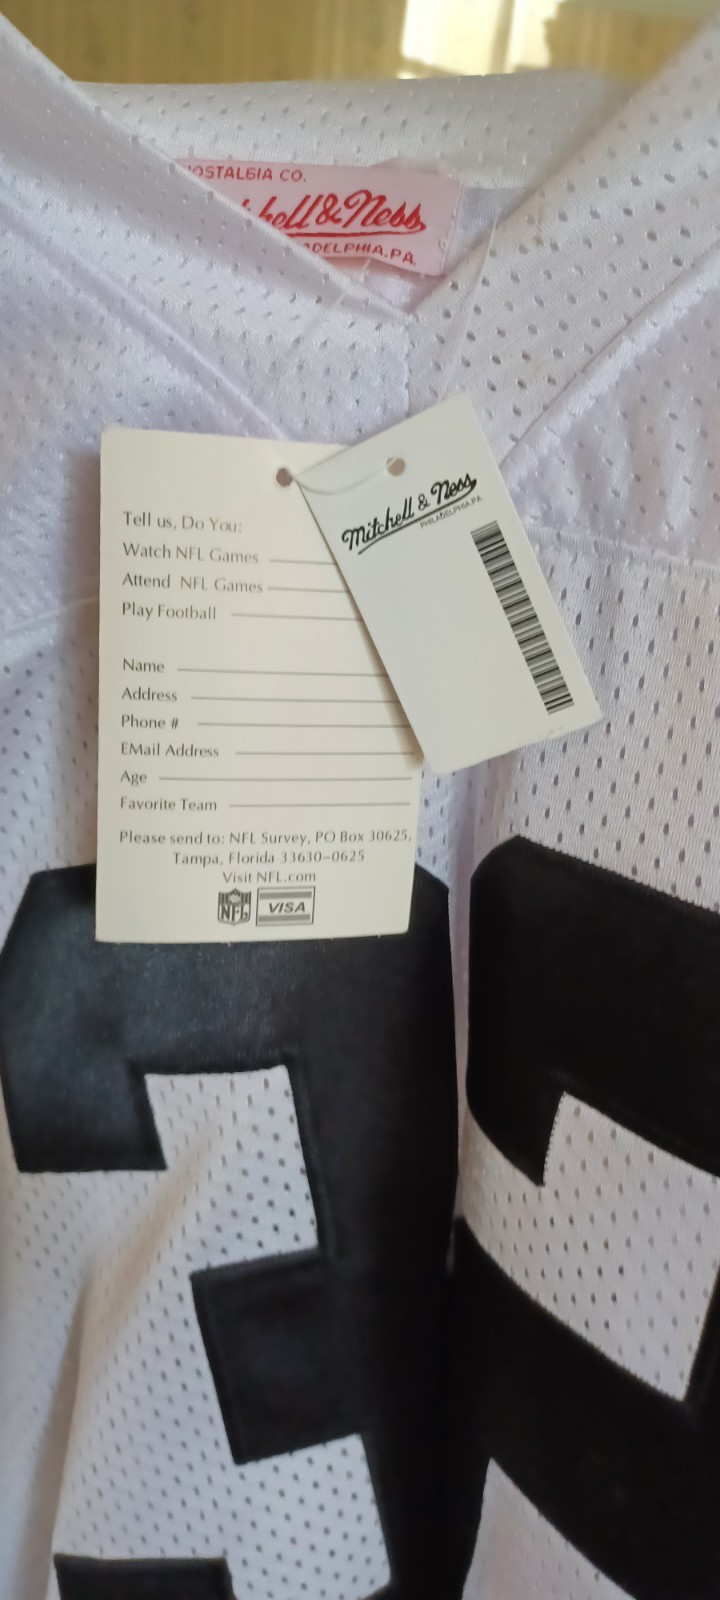 NOSTALGIA CO.
Mitchell & Ness
PHILADELPHIA, PA.
Tell us, Do You:
Watch NFL Games
Attend NFL Games
Play Football
Name
Address
Phone #
EMail Address
Age
Favorite Team
Please send to: NFL Survey, PO Box 30625,
Tampa, Florida 33630-0625
Visit NFL.com
NFL VISA
Mitchell & Ness
PHILADELPHIA PA.